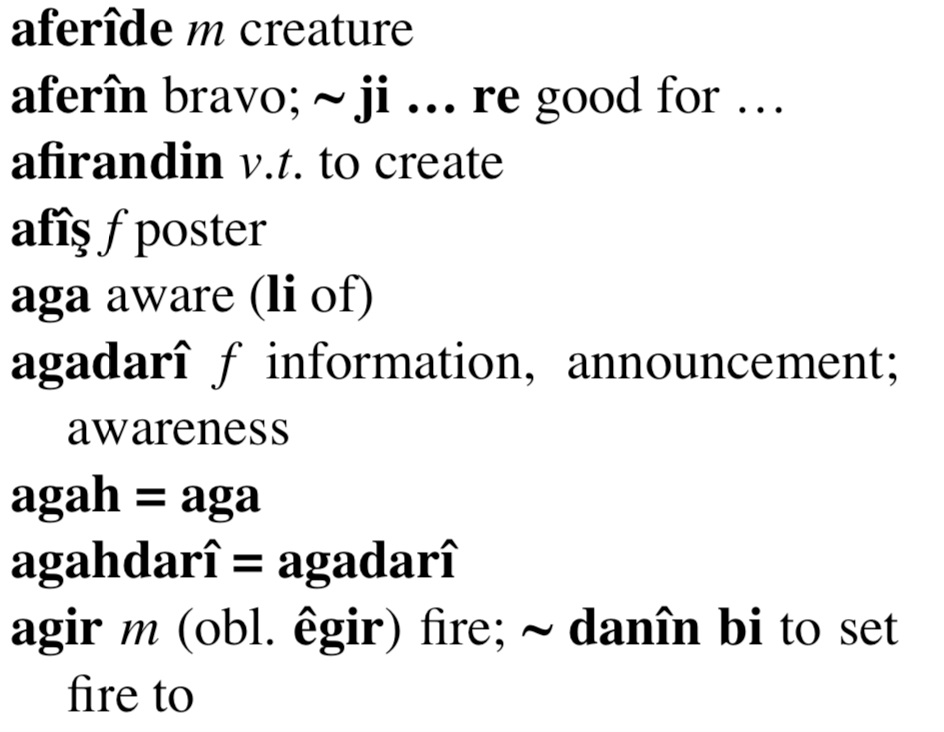 aferîde m creature
aferîn bravo; ~ ji … re good for …
afirandin v.t. to create
afîş f poster
aga aware (li of)
agadarî f information, announcement;
awareness
agah = aga
agahdarî = agadarî
agir m (obl. êgir) fire; ~ danîn bi to set
fire to